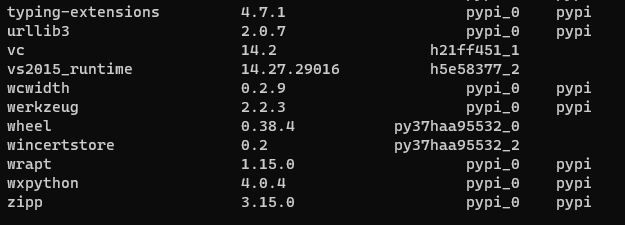 typing-extensions 4.7.1 pypi_0 pypi
urllib3 2.0.7 pypi_0 pypi
vc 14.2 h21ff451_1
vs2015_runtime 14.27.29016 h5e58377_2
wcwidth 0.2.9 pypi_0 pypi
werkzeug 2.2.3 pypi_0 pypi
wheel 0.38.4 py37haa95532_0
wincertstore 0.2 py37haa95532_2
wrapt 1.15.0 pypi_0 pypi
wxpython 4.0.4 pypi_0 pypi
zipp 3.15.0 pypi_0 pypi